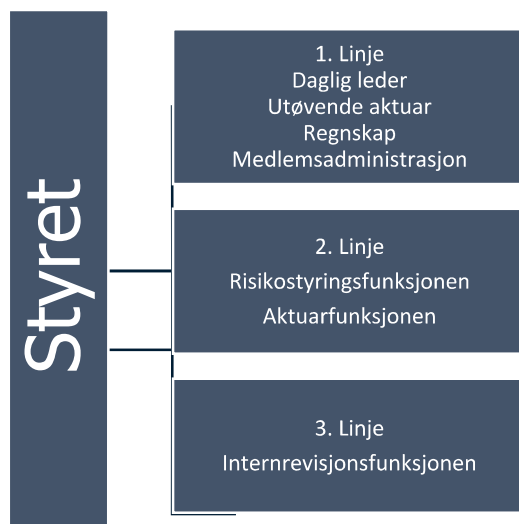 Styret
1. Linje
Daglig leder
Utøvende aktuar
Regnskap
Medlemsadministrasjon
2. Linje
Risikostyringsfunksjonen
Aktuarfunksjonen
3. Linje
Internrevisjonsfunksjonen